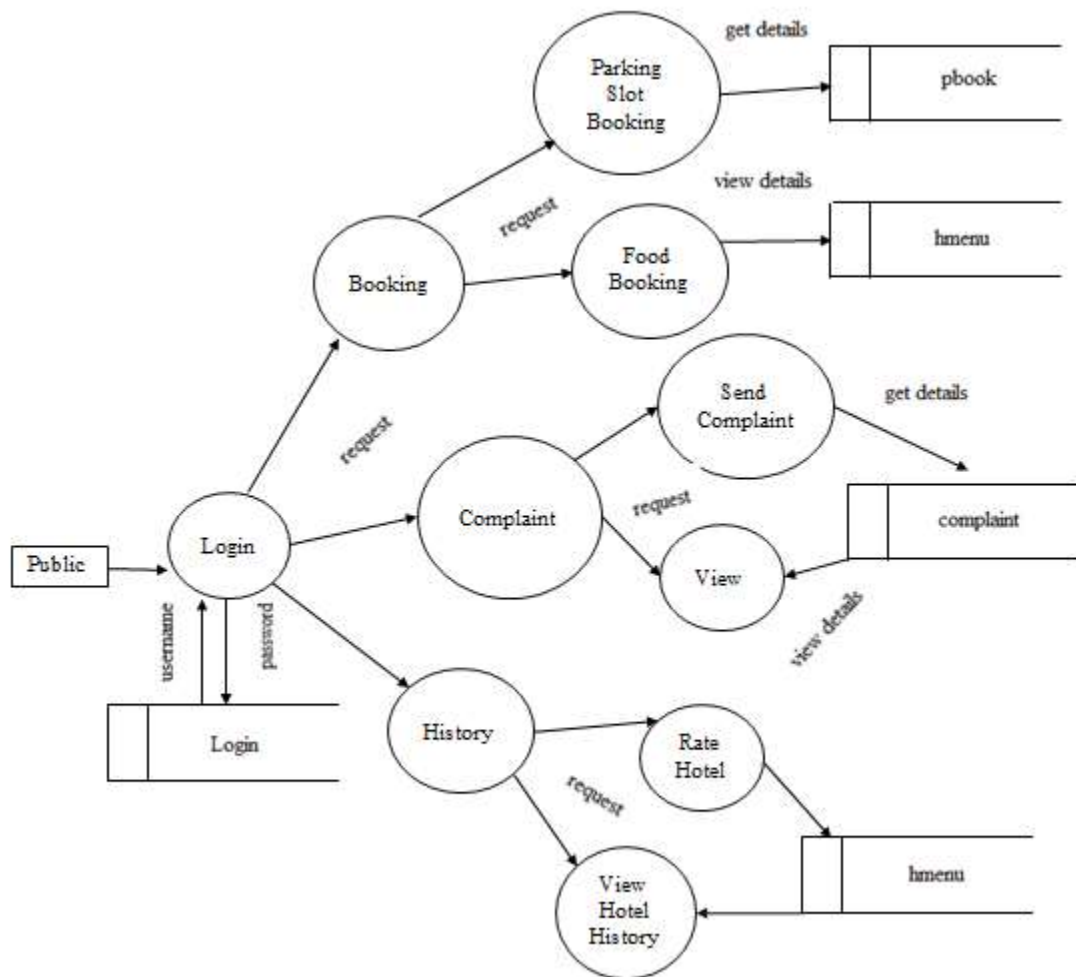 get details
Parking
Slot
Booking
pbook
view details
request
hmenu
Booking
Food
Booking
Send
Complaint
get details
request
Complaint
request
complaint
Public
Login
View
username
password
view details
Login
History
Rate
Hotel
request
hmenu
View
Hotel
History